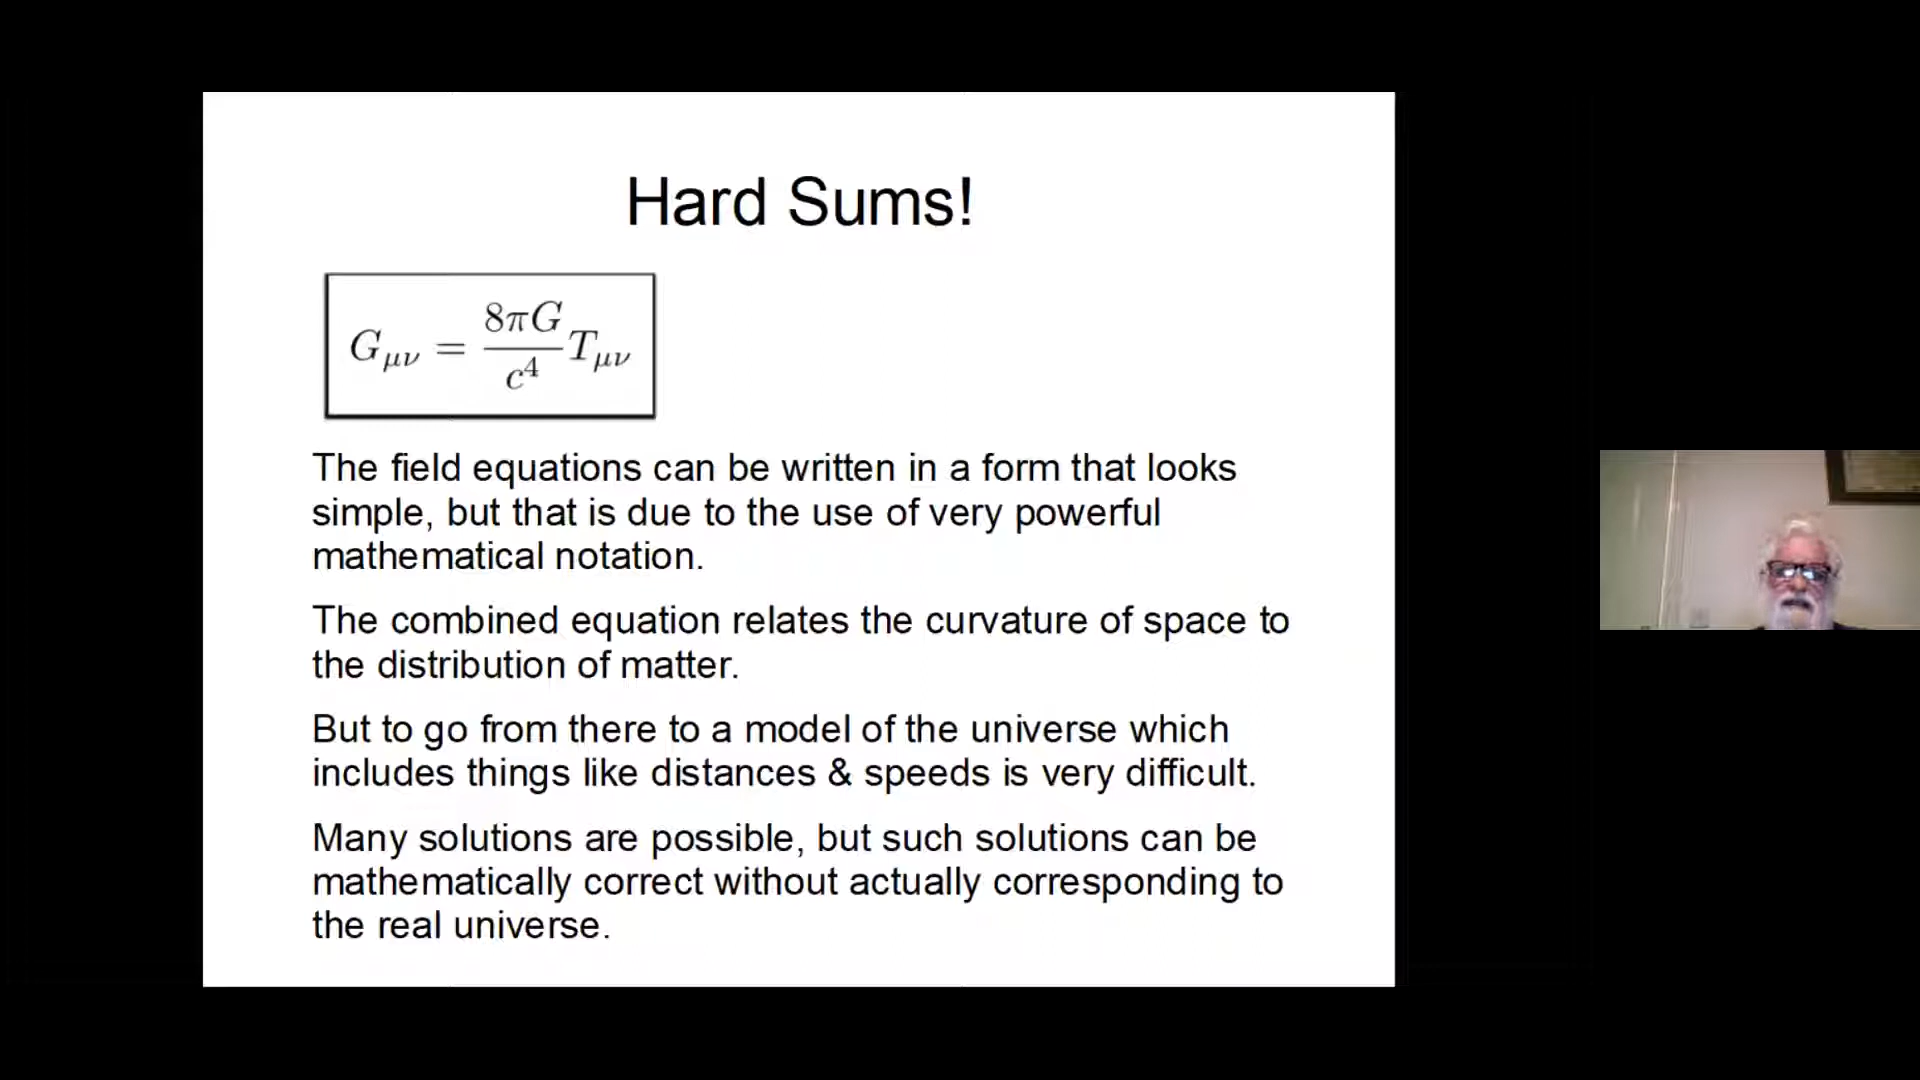 Hard Sums!
G_{μν} = \frac{8πG}{c^4} T_{μν}
The field equations can be written in a form that looks
simple, but that is due to the use of very powerful
mathematical notation.
The combined equation relates the curvature of space to
the distribution of matter.
But to go from there to a model of the universe which
includes things like distances & speeds is very difficult.
Many solutions are possible, but such solutions can be
mathematically correct without actually corresponding to
the real universe.